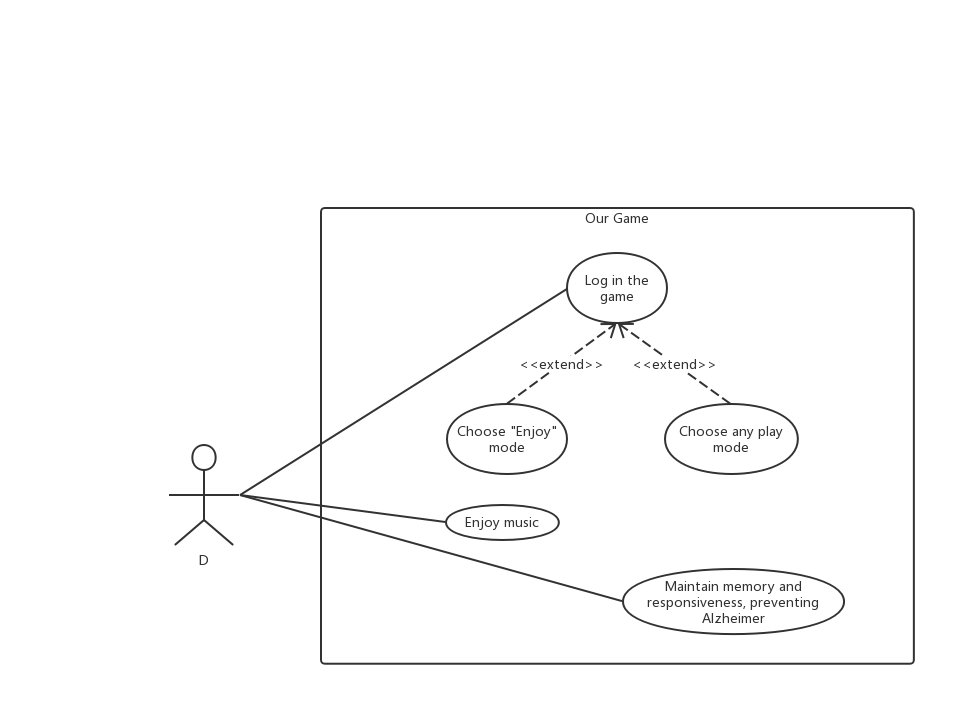 Our Game
Log in the
game
<<extend>>
<<extend>>
Choose "Enjoy"
mode
Choose any play
mode
Enjoy music
D
Maintain memory and
responsiveness, preventing
Alzheimer